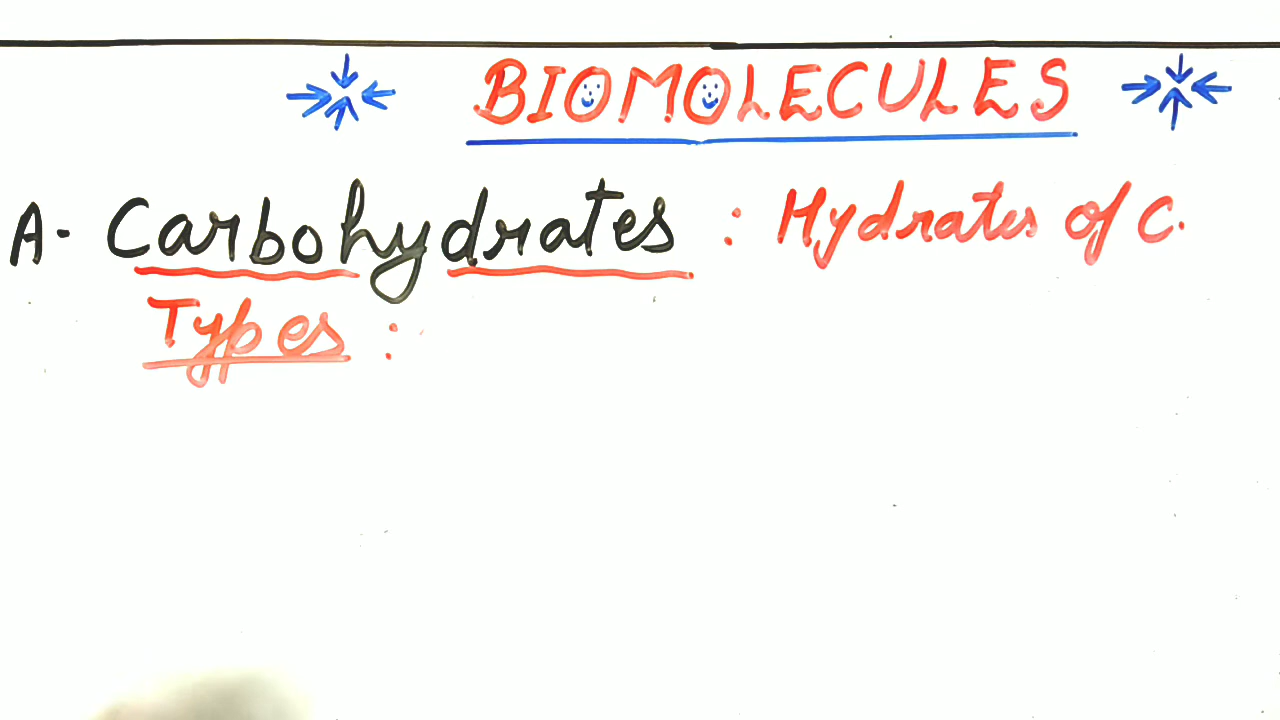 BIOMOLECULES
A- Carbohydrates : Hydrates of C.
Types :